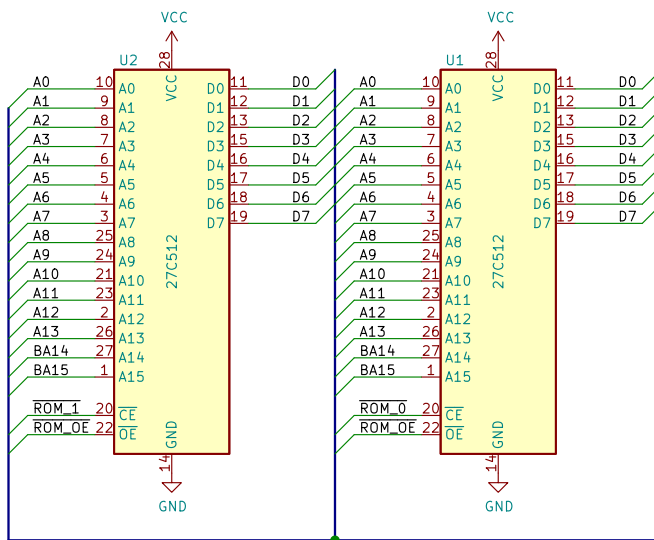 VCC VCC
U2 28 U1 28
A0 10 A0 VCC D0 11 D0 A0 10 A0 VCC D0 11 D0
A1 9 A1 D1 12 D1 A1 9 A1 D1 12 D1
A2 8 A2 D2 13 D2 A2 8 A2 D2 13 D2
A3 7 A3 D3 15 D3 A3 7 A3 D3 15 D3
A4 6 A4 D4 16 D4 A4 6 A4 D4 16 D4
A5 5 A5 D5 17 D5 A5 5 A5 D5 17 D5
A6 4 A6 D6 18 D6 A6 4 A6 D6 18 D6
A7 3 A7 D7 19 D7 A7 3 A7 D7 19 D7
A8 25 A8 A8 25 A8
A9 24 A9 27C512 A9 24 A9 27C512
A10 21 A10 A10 21 A10
A11 23 A11 A11 23 A11
A12 2 A12 A12 2 A12
A13 26 A13 A13 26 A13
BA14 27 A14 BA14 27 A14
BA15 1 A15 BA15 1 A15
ROM_1 20 CE ROM_0 20 CE
ROM_OE 22 OE GND ROM_OE 22 OE GND
14 14
GND GND